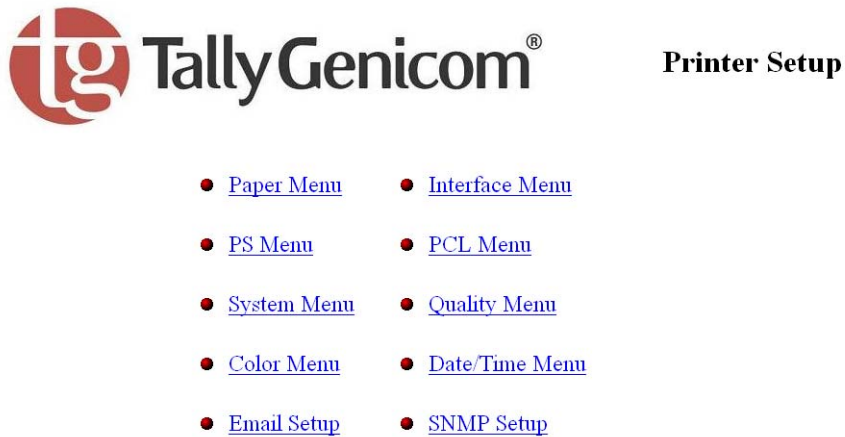 tg TallyGenicom® Printer Setup
Paper Menu Interface Menu
PS Menu PCL Menu
System Menu Quality Menu
Color Menu Date/Time Menu
Email Setup SNMP Setup